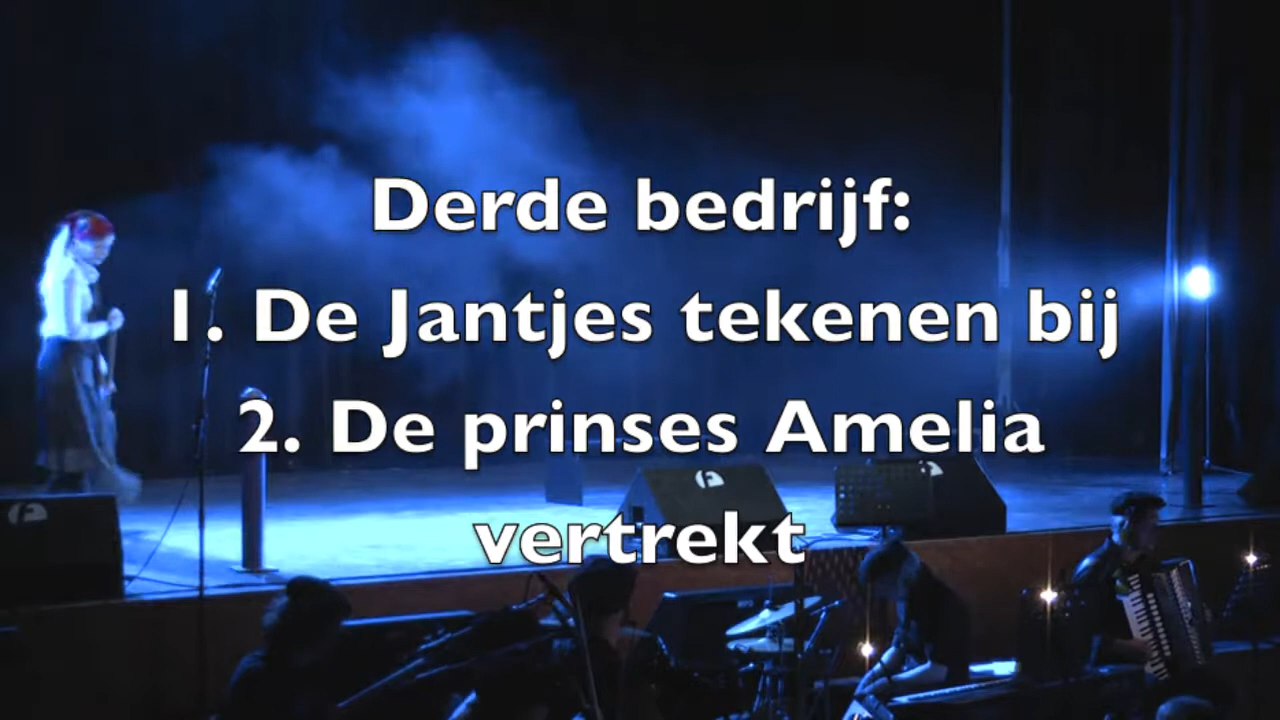 Derde bedrijf:
1. De Jantjes tekenen bij
2. De prinses Amelia
vertrekt